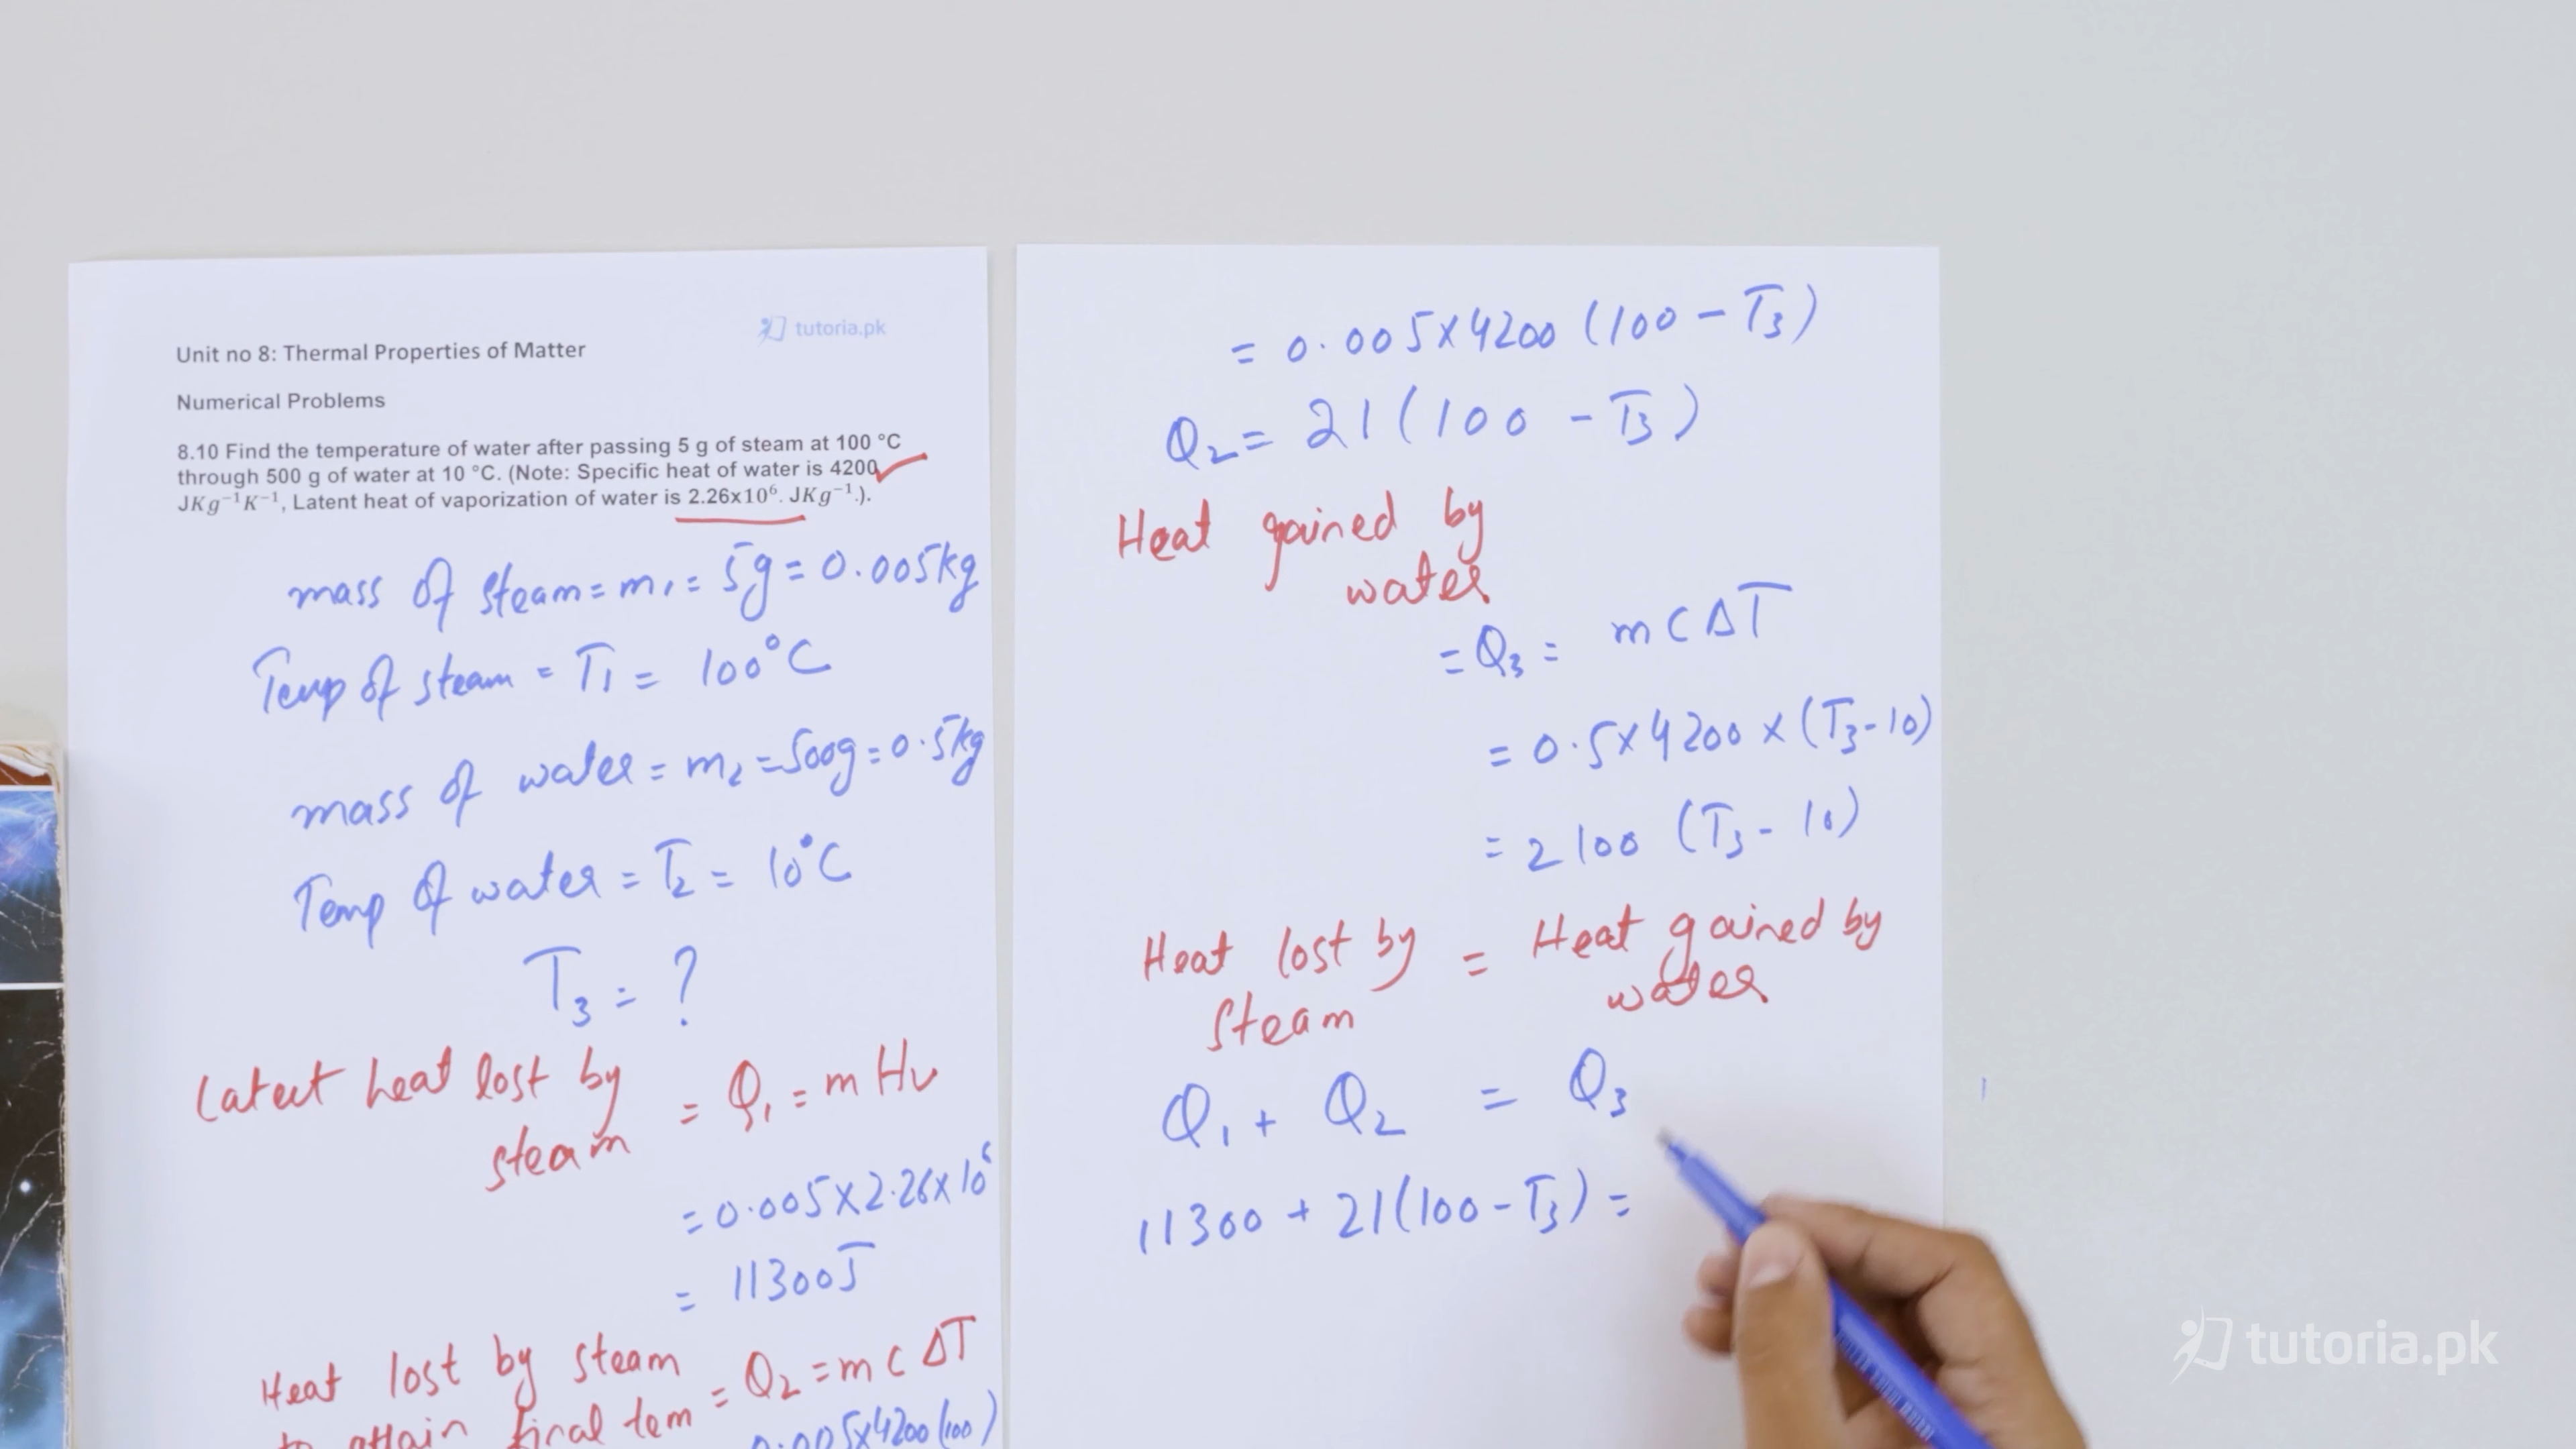 tutoria.pk
Unit no 8: Thermal Properties of Matter
Numerical Problems
8.10 Find the temperature of water after passing 5 g of steam at 100 °C
through 500 g of water at 10 °C. (Note: Specific heat of water is 4200
JKg⁻¹K⁻¹, Latent heat of vaporization of water is 2.26x10⁶. JKg⁻¹.).
mass of steam = m₁ = 5g = 0.005kg
Temp of steam = T₁ = 100°C
mass of water = m₂ = 500g = 0.5kg
Temp of water = T₂ = 10°C
T₃ = ?
Latent heat lost by
steam = Q₁ = m Hv
= 0.005 x 2.26 x 10⁶
= 11300J
Heat lost by steam
to attain final tem = Q₂ = m c ΔT
0.005x4200(100)
= 0.005 x 4200 (100 - T₃)
Q₂ = 21 (100 - T₃)
Heat gained by
water
= Q₃ = m c ΔT
= 0.5 x 4200 x (T₃ - 10)
= 2100 (T₃ - 10)
Heat lost by = Heat gained by
steam water
Q₁ + Q₂ = Q₃
11300 + 21(100 - T₃) =
tutoria.pk